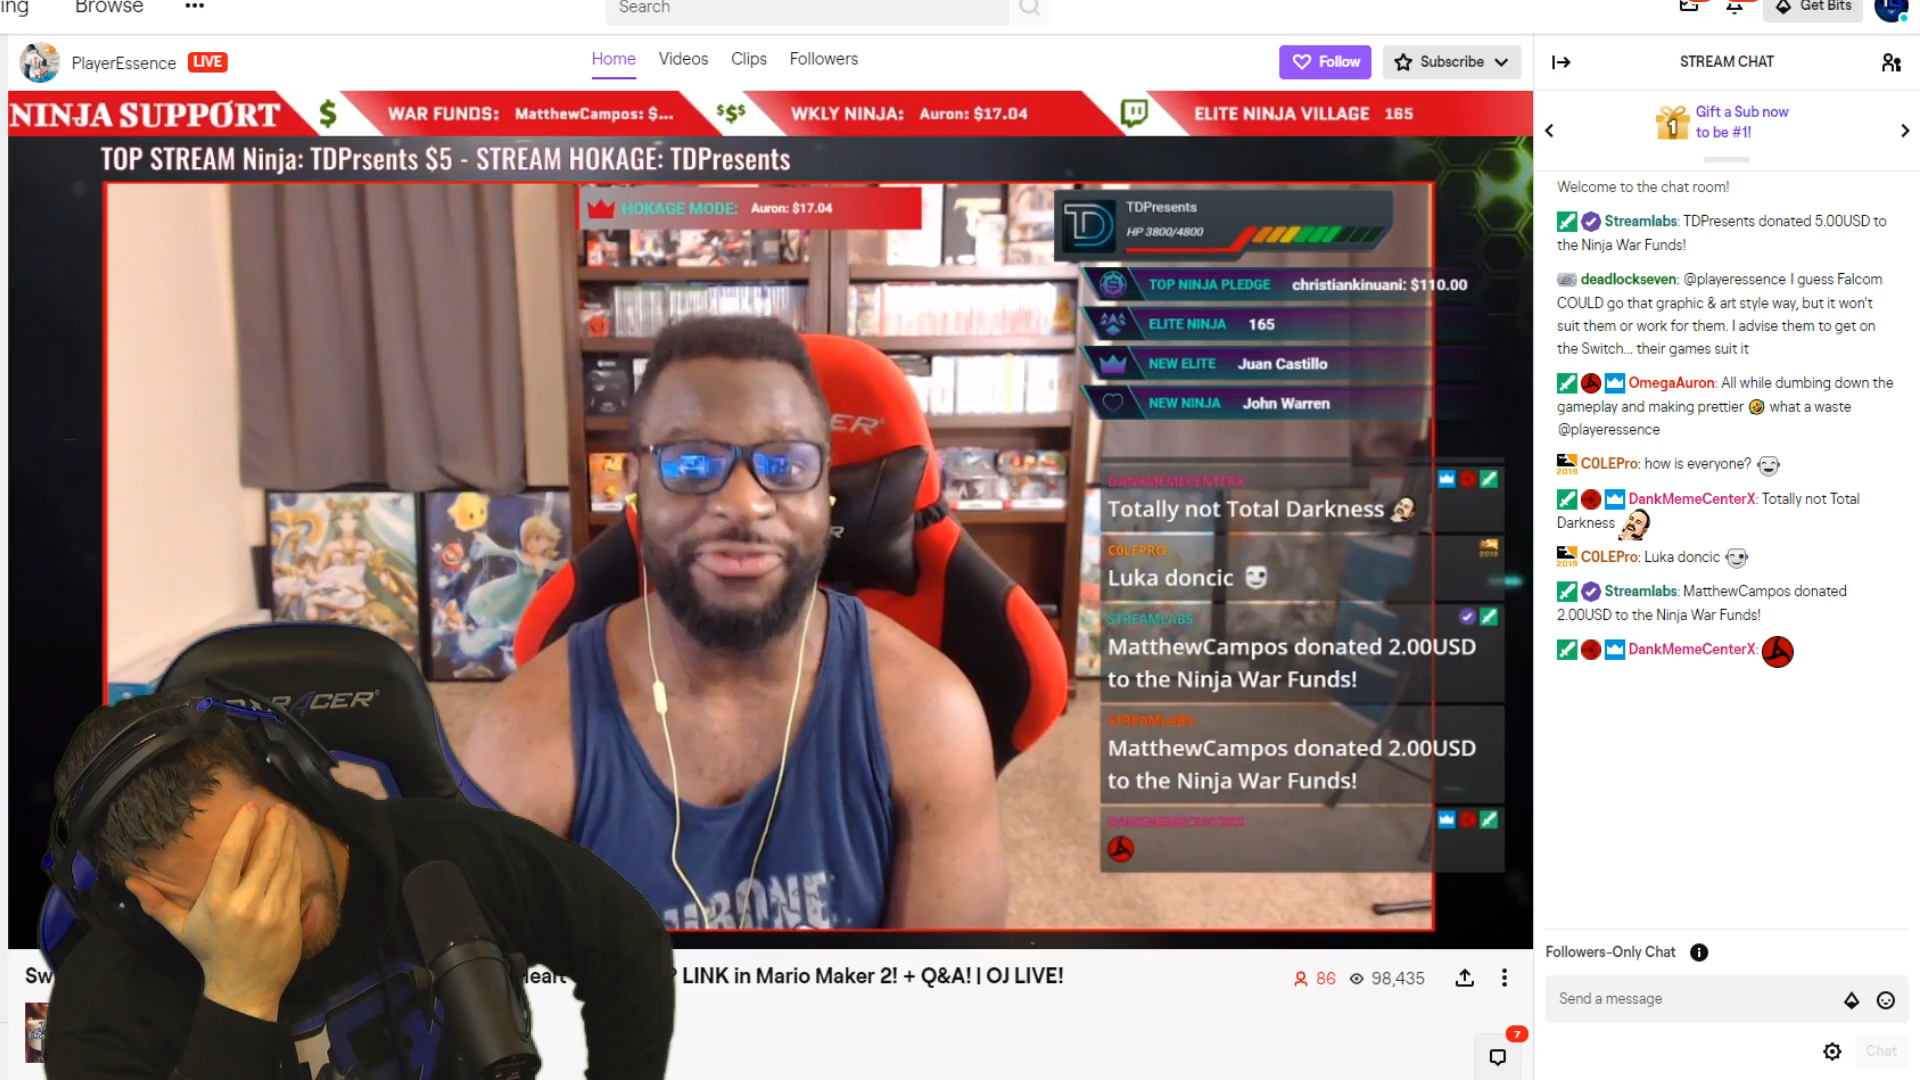 ing
Browse
Search
Get Bits
PlayerEssence
LIVE
Home
Videos
Clips
Followers
Follow
Subscribe
STREAM CHAT
Gift a Sub now
to be #1!
1
NINJA SUPPORT
$
WAR FUNDS: MatthewCampos: $...
$$$
WKLY NINJA: Auron: $17.04
ELITE NINJA VILLAGE 165
TOP STREAM Ninja: TDPrsents $5 - STREAM HOKAGE: TDPresents
HOKAGE MODE: Auron: $17.04
TDPresents
HP 3800/4800
TOP NINJA PLEDGE christiankinuani: $110.00
ELITE NINJA 165
NEW ELITE Juan Castillo
NEW NINJA John Warren
DANKMEMECENTERX
Totally not Total Darkness
C0LEPRO
Luka doncic
STREAMLABS
MatthewCampos donated 2.00USD
to the Ninja War Funds!
STREAMLABS
MatthewCampos donated 2.00USD
to the Ninja War Funds!
DANKMEMECENTERX
Welcome to the chat room!
Streamlabs: TDPresents donated 5.00USD to
the Ninja War Funds!
deadlockseven: @playeressence I guess Falcom
COULD go that graphic & art style way, but it won't
suit them or work for them. I advise them to get on
the Switch... their games suit it
OmegaAuron: All while dumbing down the
gameplay and making prettier what a waste
@playeressence
C0LEPro: how is everyone?
DankMemeCenterX: Totally not Total
Darkness
C0LEPro: Luka doncic
Streamlabs: MatthewCampos donated
2.00USD to the Ninja War Funds!
DankMemeCenterX:
Sw
LINK in Mario Maker 2! + Q&A! | OJ LIVE!
86
98,435
Followers-Only Chat
Send a message
7
Chat